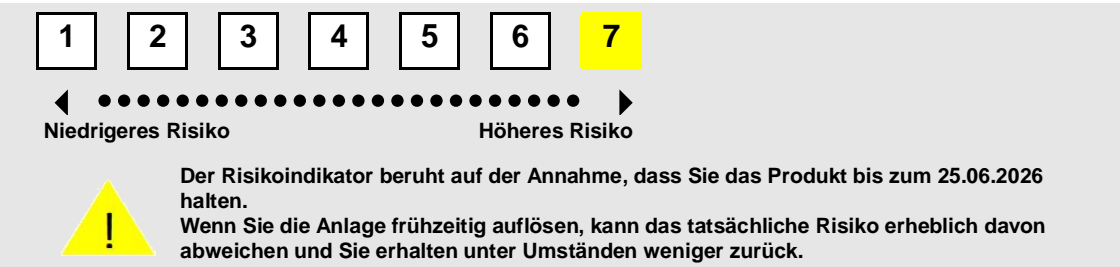 1 2 3 4 5 6 7
Niedrigeres Risiko Höheres Risiko
Der Risikoindikator beruht auf der Annahme, dass Sie das Produkt bis zum 25.06.2026
halten.
Wenn Sie die Anlage frühzeitig auflösen, kann das tatsächliche Risiko erheblich davon
abweichen und Sie erhalten unter Umständen weniger zurück.
!